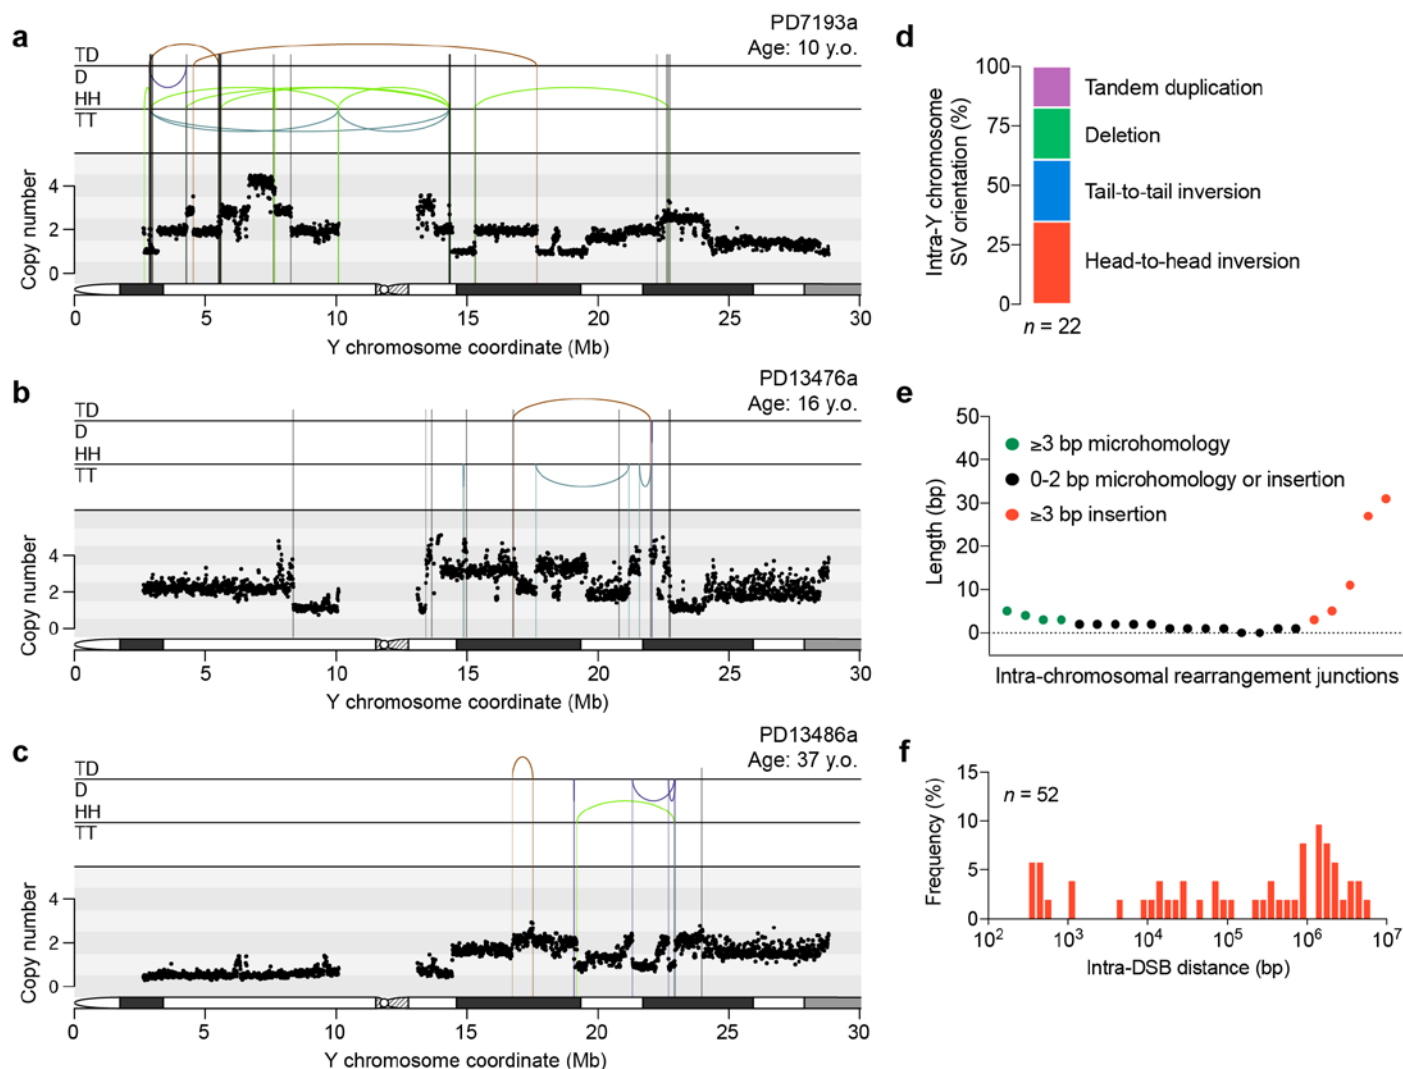 a
PD7193a
Age: 10 y.o.
TD
D
HH
TT
Copy number
4
2
0
0 5 10 15 20 25 30
Y chromosome coordinate (Mb)
b
PD13476a
Age: 16 y.o.
TD
D
HH
TT
Copy number
4
2
0
0 5 10 15 20 25 30
Y chromosome coordinate (Mb)
c
PD13486a
Age: 37 y.o.
TD
D
HH
TT
Copy number
4
2
0
0 5 10 15 20 25 30
Y chromosome coordinate (Mb)
d
Intra-Y chromosome
SV orientation (%)
100
75
50
25
0
Tandem duplication
Deletion
Tail-to-tail inversion
Head-to-head inversion
n = 22
e
Length (bp)
50
40
30
20
10
0
≥3 bp microhomology
0-2 bp microhomology or insertion
≥3 bp insertion
Intra-chromosomal rearrangement junctions
f
Frequency (%)
15
10
5
0
n = 52
10² 10³ 10⁴ 10⁵ 10⁶ 10⁷
Intra-DSB distance (bp)